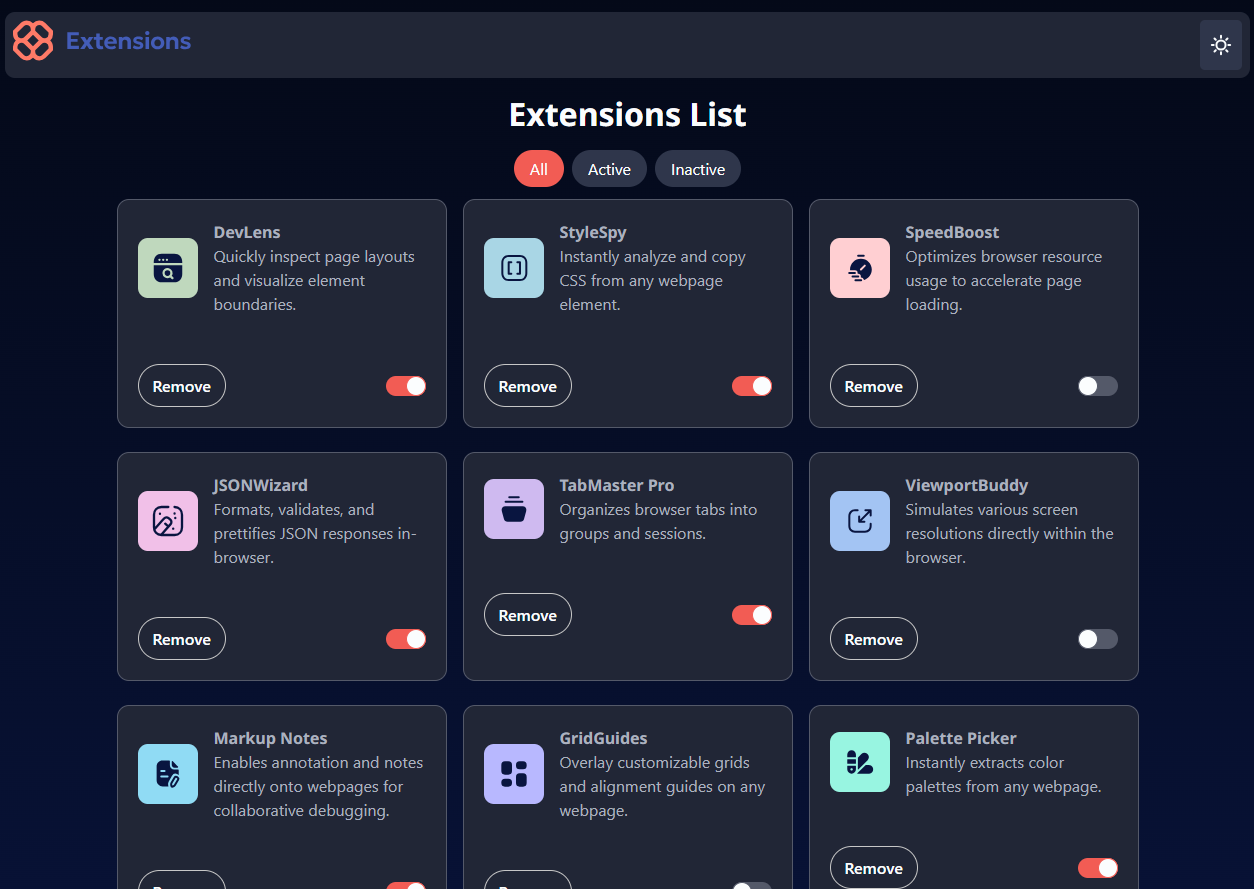 Extensions
Extensions List
All Active Inactive
DevLens
Quickly inspect page layouts
and visualize element
boundaries.
Remove
StyleSpy
Instantly analyze and copy
CSS from any webpage
element.
Remove
SpeedBoost
Optimizes browser resource
usage to accelerate page
loading.
Remove
JSONWizard
Formats, validates, and
prettifies JSON responses in-
browser.
Remove
TabMaster Pro
Organizes browser tabs into
groups and sessions.
Remove
ViewportBuddy
Simulates various screen
resolutions directly within the
browser.
Remove
Markup Notes
Enables annotation and notes
directly onto webpages for
collaborative debugging.
GridGuides
Overlay customizable grids
and alignment guides on any
webpage.
Palette Picker
Instantly extracts color
palettes from any webpage.
Remove